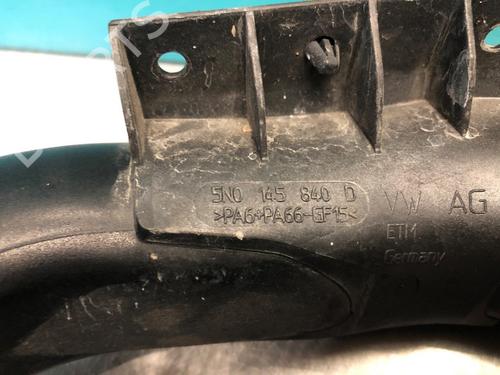 5N0 145 840 D
>PA6+PA66-GF15<
VW AG
ETM
Germany